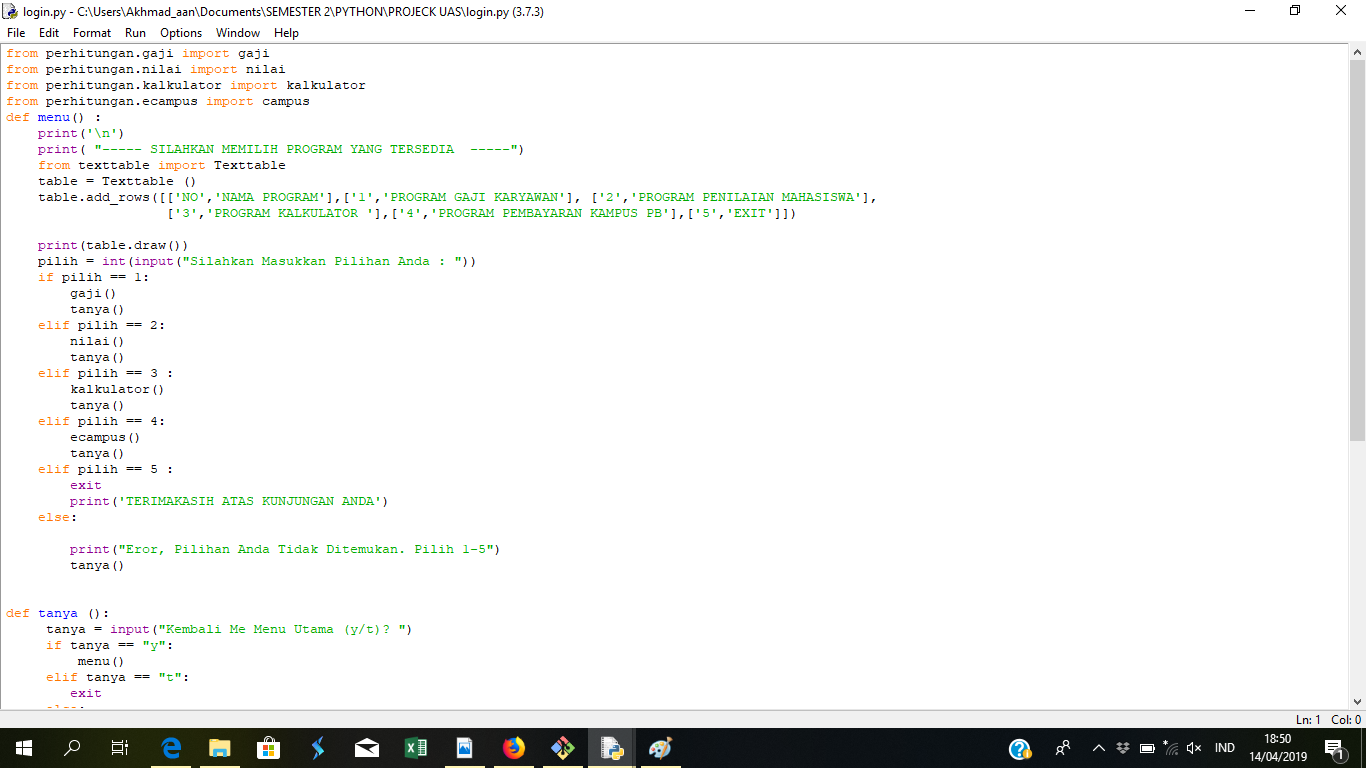 login.py - C:\Users\Akhmad_aan\Documents\SEMESTER 2\PYTHON\PROJECK UAS\login.py (3.7.3)
File Edit Format Run Options Window Help
from perhitungan.gaji import gaji
from perhitungan.nilai import nilai
from perhitungan.kalkulator import kalkulator
from perhitungan.ecampus import campus
def menu() :
    print('\n')
    print( "----- SILAHKAN MEMILIH PROGRAM YANG TERSEDIA  -----")
    from texttable import Texttable
    table = Texttable ()
    table.add_rows([['NO','NAMA PROGRAM'],['1','PROGRAM GAJI KARYAWAN'], ['2','PROGRAM PENILAIAN MAHASISWA'],
                    ['3','PROGRAM KALKULATOR '],['4','PROGRAM PEMBAYARAN KAMPUS PB'],['5','EXIT']])
    print(table.draw())
    pilih = int(input("Silahkan Masukkan Pilihan Anda : "))
    if pilih == 1:
        gaji()
        tanya()
    elif pilih == 2:
        nilai()
        tanya()
    elif pilih == 3 :
        kalkulator()
        tanya()
    elif pilih == 4:
        ecampus()
        tanya()
    elif pilih == 5 :
        exit
        print('TERIMAKASIH ATAS KUNJUNGAN ANDA')
    else:
        print("Eror, Pilihan Anda Tidak Ditemukan. Pilih 1-5")
        tanya()
def tanya ():
     tanya = input("Kembali Me Menu Utama (y/t)? ")
     if tanya == "y":
         menu()
     elif tanya == "t":
        exit
Ln: 1 Col: 0
IND
18:50
14/04/2019
1